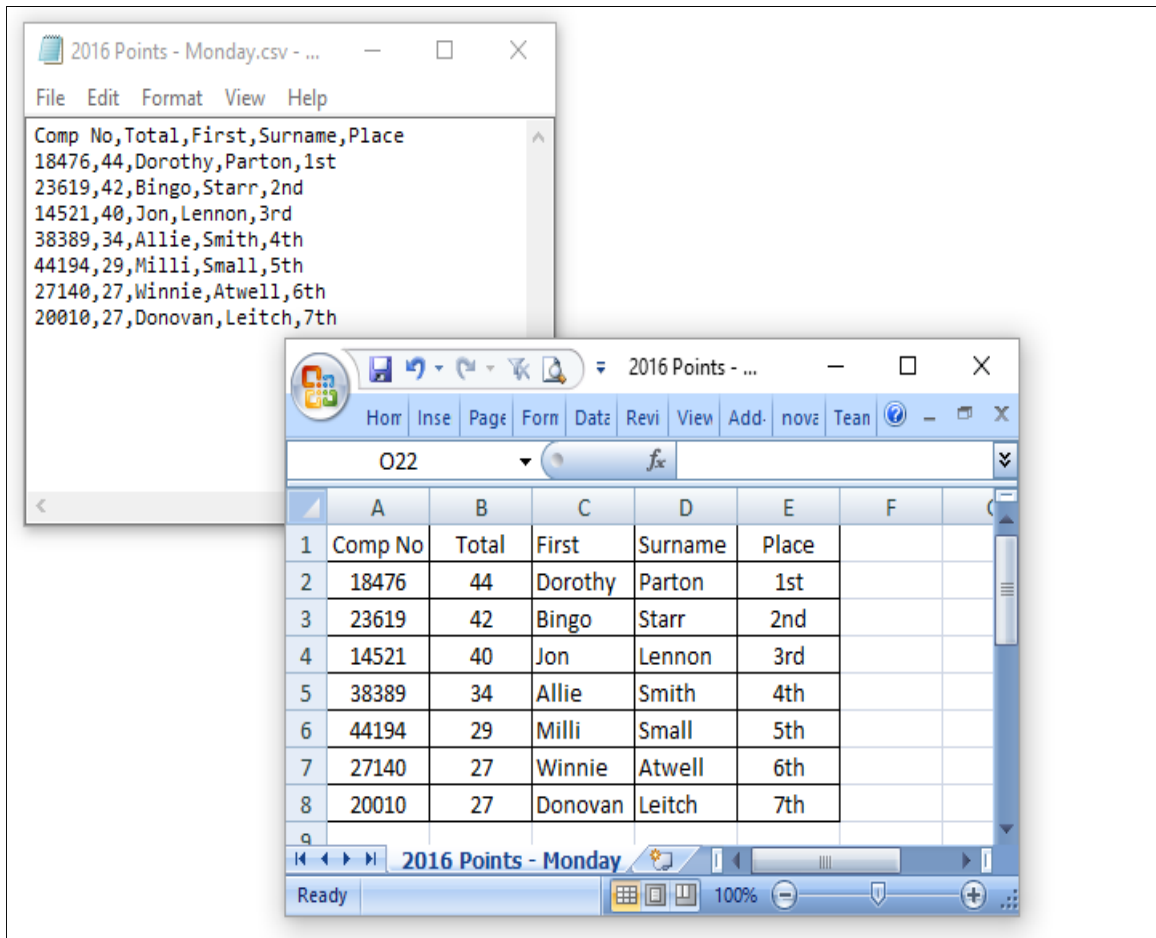 2016 Points - Monday.csv - ...
File Edit Format View Help
Comp No,Total,First,Surname,Place
18476,44,Dorothy,Parton,1st
23619,42,Bingo,Starr,2nd
14521,40,Jon,Lennon,3rd
38389,34,Allie,Smith,4th
44194,29,Milli,Small,5th
27140,27,Winnie,Atwell,6th
20010,27,Donovan,Leitch,7th
2016 Points - ...
Hom Inse Page Forn Data Revi View Add- nova Tean
O22 fx
A B C D E F
1 Comp No Total First Surname Place
2 18476 44 Dorothy Parton 1st
3 23619 42 Bingo Starr 2nd
4 14521 40 Jon Lennon 3rd
5 38389 34 Allie Smith 4th
6 44194 29 Milli Small 5th
7 27140 27 Winnie Atwell 6th
8 20010 27 Donovan Leitch 7th
9
2016 Points - Monday
Ready 100%